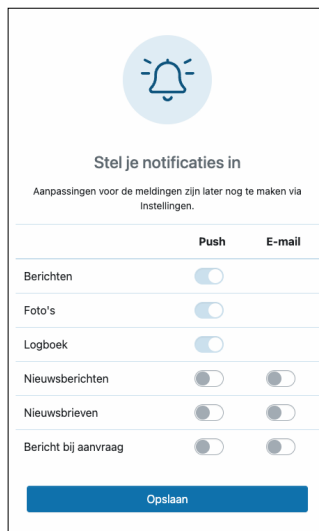 Stel je notificaties in
Aanpassingen voor de meldingen zijn later nog te maken via
Instellingen.
Push E-mail
Berichten
Foto's
Logboek
Nieuwsberichten
Nieuwsbrieven
Bericht bij aanvraag
Opslaan